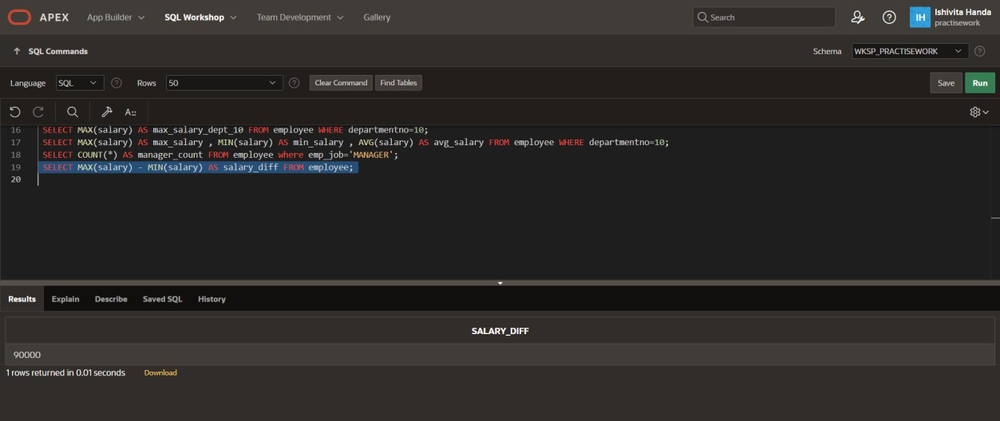 APEX App Builder SQL Workshop Team Development Gallery Search IH Ishivita Handa
practisework
SQL Commands Schema WKSP_PRACTISEWORK
Language SQL Rows 50 Clear Command Find Tables Save Run
16 SELECT MAX(salary) AS max_salary_dept_10 FROM employee WHERE departmentno=10;
17 SELECT MAX(salary) AS max_salary , MIN(salary) AS min_salary , AVG(salary) AS avg_salary FROM employee WHERE departmentno=10;
18 SELECT COUNT(*) AS manager_count FROM employee where emp_job='MANAGER';
19 SELECT MAX(salary) - MIN(salary) AS salary_diff FROM employee;
20
Results Explain Describe Saved SQL History
SALARY_DIFF
90000
1 rows returned in 0.01 seconds Download